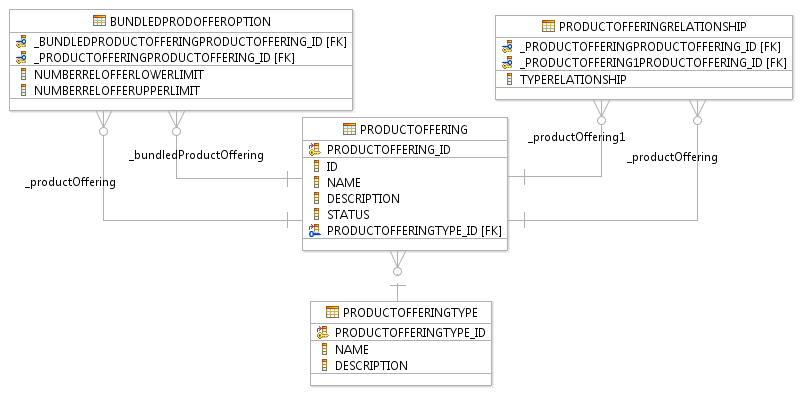 BUNDLEDPRODOFFEROPTION
_BUNDLEDPRODUCTOFFERINGPRODUCTOFFERING_ID [FK]
_PRODUCTOFFERINGPRODUCTOFFERING_ID [FK]
NUMBERRELOFFERLOWERLIMIT
NUMBERRELOFFERUPPERLIMIT
PRODUCTOFFERINGRELATIONSHIP
_PRODUCTOFFERINGPRODUCTOFFERING_ID [FK]
_PRODUCTOFFERING1PRODUCTOFFERING_ID [FK]
TYPERELATIONSHIP
_bundledProductOffering
_productOffering
_productOffering1
_productOffering
PRODUCTOFFERING
PRODUCTOFFERING_ID
ID
NAME
DESCRIPTION
STATUS
PRODUCTOFFERINGTYPE_ID [FK]
PRODUCTOFFERINGTYPE
PRODUCTOFFERINGTYPE_ID
NAME
DESCRIPTION